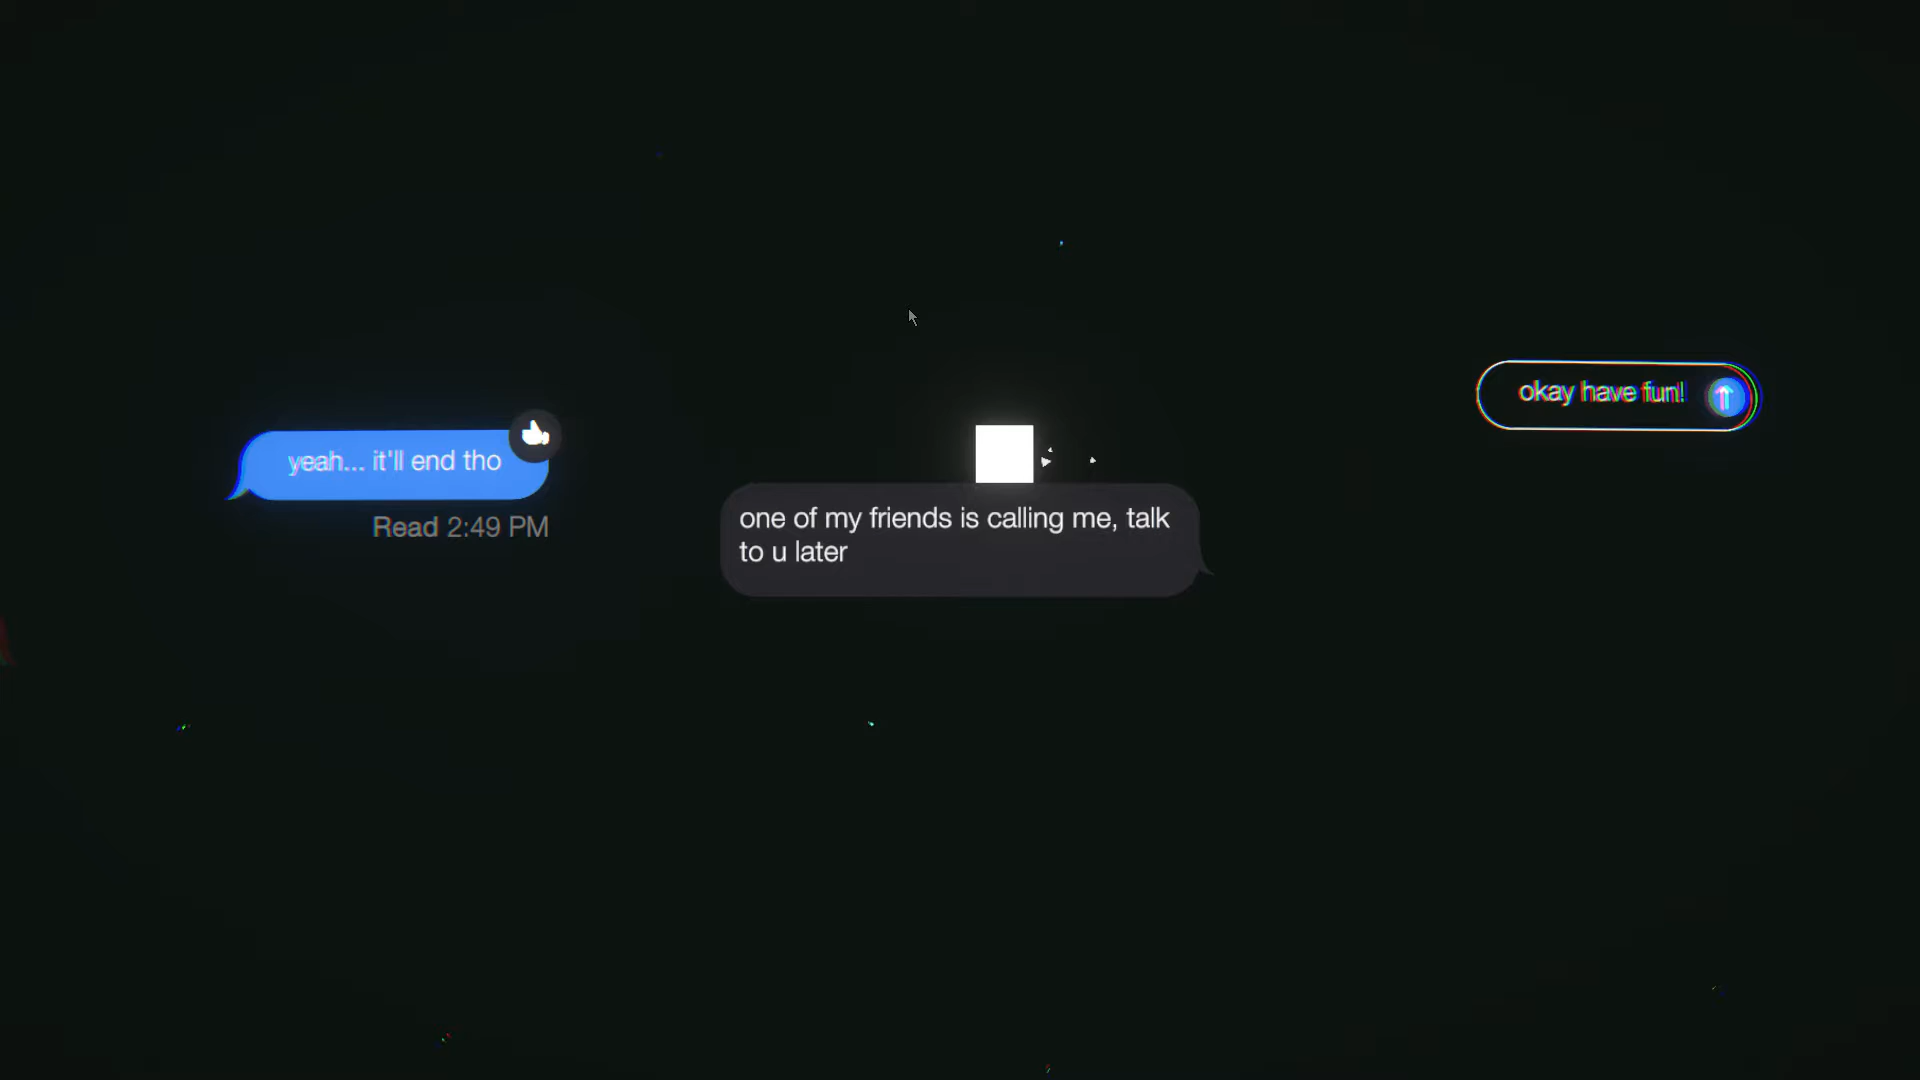 yeah... it'll end tho
Read 2:49 PM
one of my friends is calling me, talk
to u later
okay have fun!